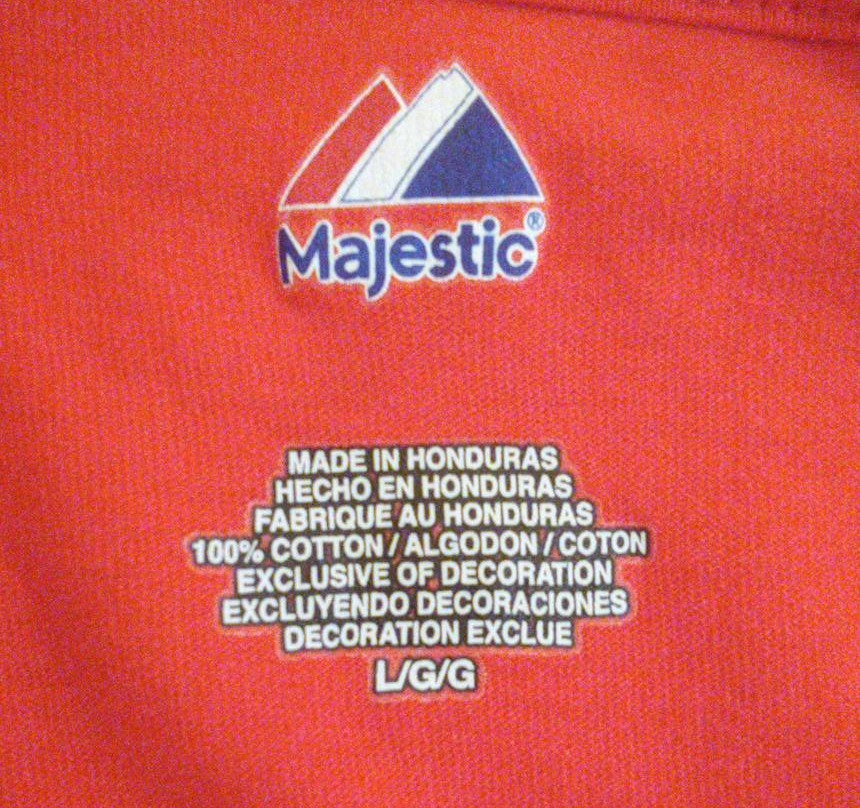 Majestic®
MADE IN HONDURAS
HECHO EN HONDURAS
FABRIQUE AU HONDURAS
100% COTTON / ALGODON / COTON
EXCLUSIVE OF DECORATION
EXCLUYENDO DECORACIONES
DECORATION EXCLUE
L/G/G